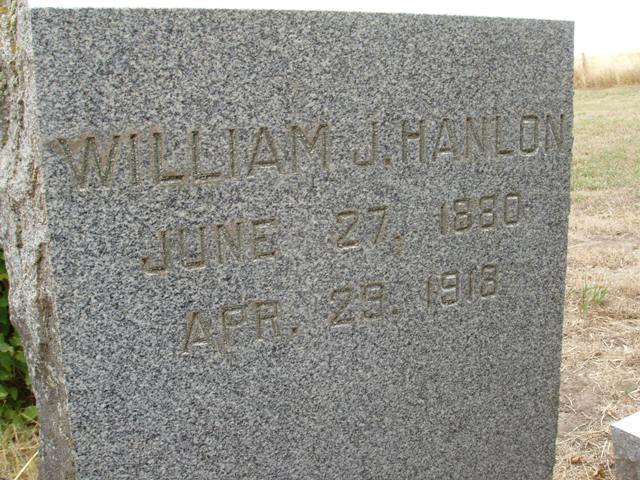 WILLIAM J. HANLON
JUNE 27, 1880
APR. 29. 1918